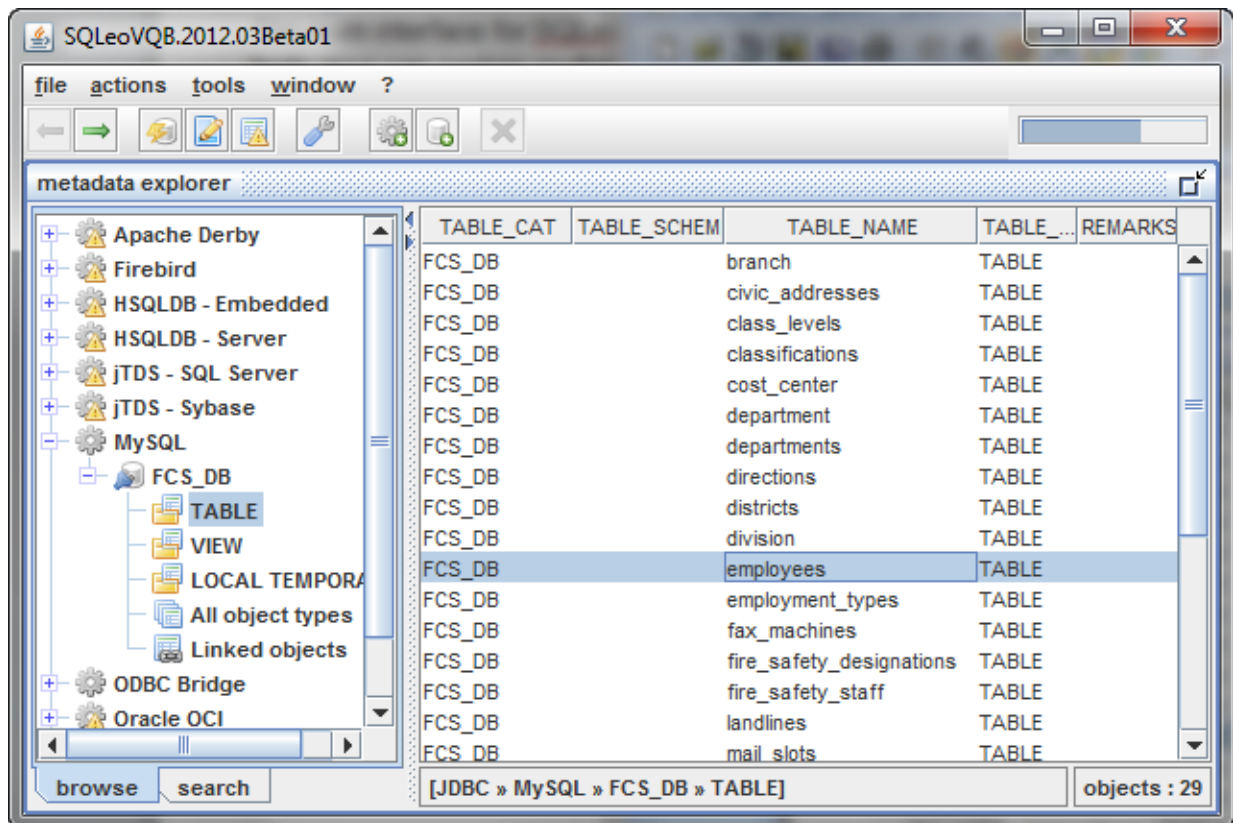 SQLeoVQB.2012.03Beta01
file actions tools window ?
metadata explorer
Apache Derby
Firebird
HSQLDB - Embedded
HSQLDB - Server
jTDS - SQL Server
jTDS - Sybase
MySQL
FCS_DB
TABLE
VIEW
LOCAL TEMPORA
All object types
Linked objects
ODBC Bridge
Oracle OCI
browse search
TABLE_CAT TABLE_SCHEM TABLE_NAME TABLE_... REMARKS
FCS_DB branch TABLE
FCS_DB civic_addresses TABLE
FCS_DB class_levels TABLE
FCS_DB classifications TABLE
FCS_DB cost_center TABLE
FCS_DB department TABLE
FCS_DB departments TABLE
FCS_DB directions TABLE
FCS_DB districts TABLE
FCS_DB division TABLE
FCS_DB employees TABLE
FCS_DB employment_types TABLE
FCS_DB fax_machines TABLE
FCS_DB fire_safety_designations TABLE
FCS_DB fire_safety_staff TABLE
FCS_DB landlines TABLE
FCS_DB mail_slots TABLE
[JDBC » MySQL » FCS_DB » TABLE] objects : 29